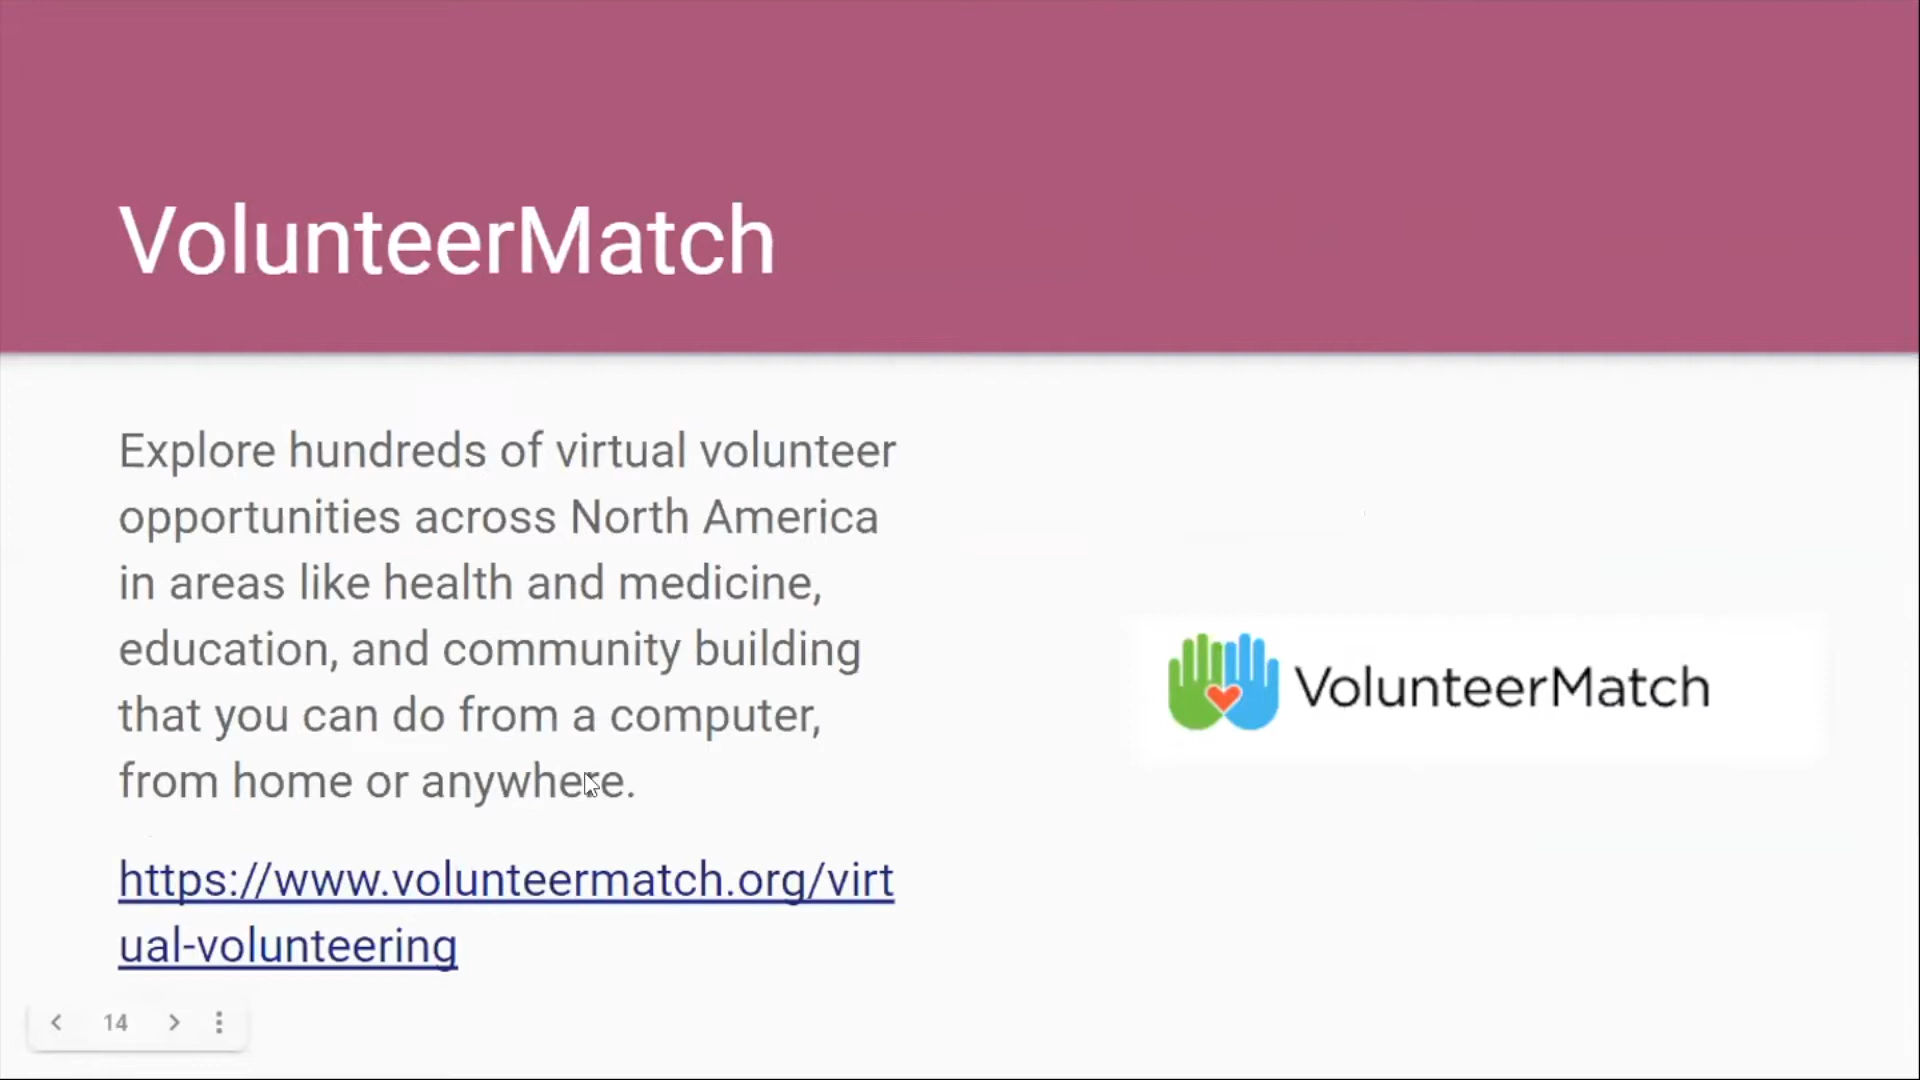 VolunteerMatch
Explore hundreds of virtual volunteer
opportunities across North America
in areas like health and medicine,
education, and community building
that you can do from a computer,
from home or anywhere.
https://www.volunteermatch.org/virt
ual-volunteering
VolunteerMatch
14